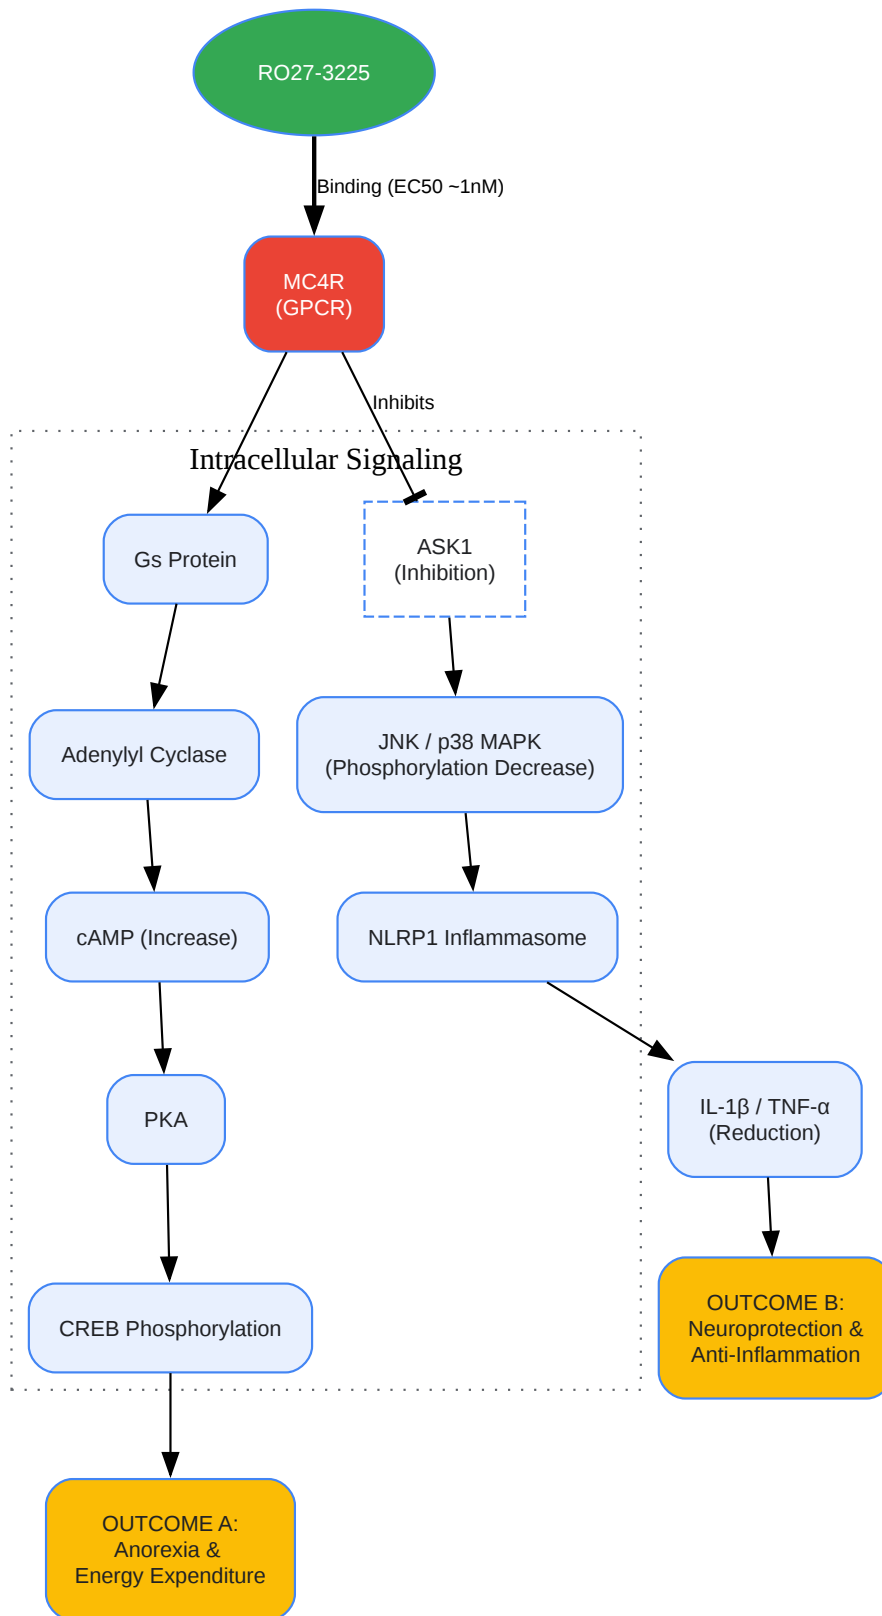 RO27-3225
Binding (EC50 ~1nM)
MC4R
(GPCR)
Inhibits
Intracellular Signaling
Gs Protein
ASK1
(Inhibition)
Adenylyl Cyclase
JNK / p38 MAPK
(Phosphorylation Decrease)
cAMP (Increase)
NLRP1 Inflammasome
PKA
IL-1β / TNF-α
(Reduction)
CREB Phosphorylation
OUTCOME B:
Neuroprotection &
Anti-Inflammation
OUTCOME A:
Anorexia &
Energy Expenditure